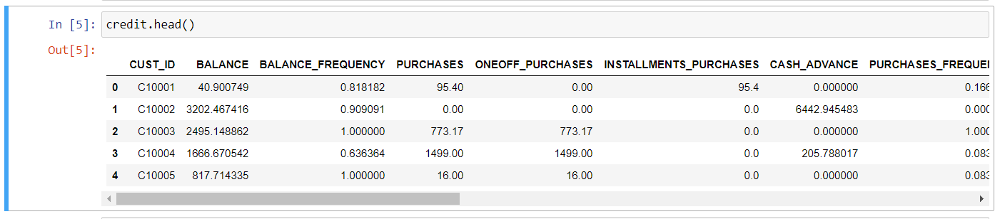 In [5]: credit.head()
Out[5]:
CUST_ID BALANCE BALANCE_FREQUENCY PURCHASES ONEOFF_PURCHASES INSTALLMENTS_PURCHASES CASH_ADVANCE PURCHASES_FREQUEN
0 C10001 40.900749 0.818182 95.40 0.00 95.4 0.000000 0.166
1 C10002 3202.467416 0.909091 0.00 0.00 0.0 6442.945483 0.000
2 C10003 2495.148862 1.000000 773.17 773.17 0.0 0.000000 1.000
3 C10004 1666.670542 0.636364 1499.00 1499.00 0.0 205.788017 0.083
4 C10005 817.714335 1.000000 16.00 16.00 0.0 0.000000 0.083